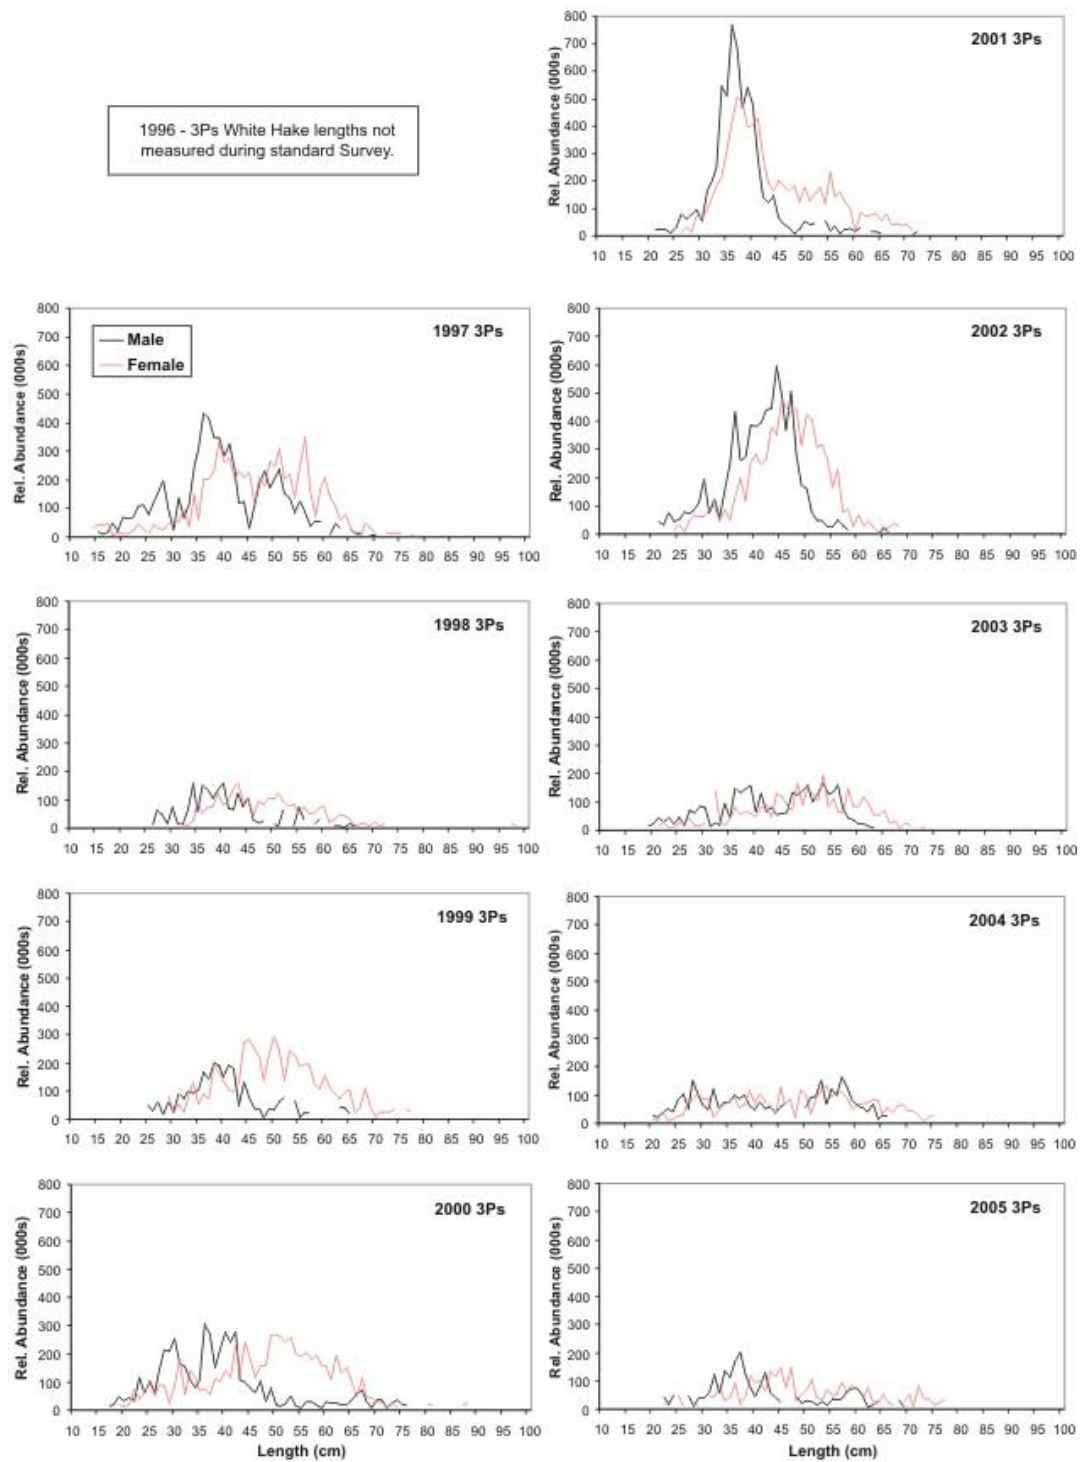 1996 - 3Ps White Hake lengths not
measured during standard Survey.
1997 3Ps
Male
Female
Rel. Abundance (000s)
800
700
600
500
400
300
200
100
0
10 15 20 25 30 35 40 45 50 55 60 65 70 75 80 85 90 95 100
1998 3Ps
Rel. Abundance (000s)
800
700
600
500
400
300
200
100
0
10 15 20 25 30 35 40 45 50 55 60 65 70 75 80 85 90 95 100
1999 3Ps
Rel. Abundance (000s)
800
700
600
500
400
300
200
100
0
10 15 20 25 30 35 40 45 50 55 60 65 70 75 80 85 90 95 100
2000 3Ps
Rel. Abundance (000s)
800
700
600
500
400
300
200
100
0
10 15 20 25 30 35 40 45 50 55 60 65 70 75 80 85 90 95 100
Length (cm)
2001 3Ps
Rel. Abundance (000s)
800
700
600
500
400
300
200
100
0
10 15 20 25 30 35 40 45 50 55 60 65 70 75 80 85 90 95 100
2002 3Ps
Rel. Abundance (000s)
800
700
600
500
400
300
200
100
0
10 15 20 25 30 35 40 45 50 55 60 65 70 75 80 85 90 95 100
2003 3Ps
Rel. Abundance (000s)
800
700
600
500
400
300
200
100
0
10 15 20 25 30 35 40 45 50 55 60 65 70 75 80 85 90 95 100
2004 3Ps
Rel. Abundance (000s)
800
700
600
500
400
300
200
100
0
10 15 20 25 30 35 40 45 50 55 60 65 70 75 80 85 90 95 100
2005 3Ps
Rel. Abundance (000s)
800
700
600
500
400
300
200
100
0
10 15 20 25 30 35 40 45 50 55 60 65 70 75 80 85 90 95 100
Length (cm)